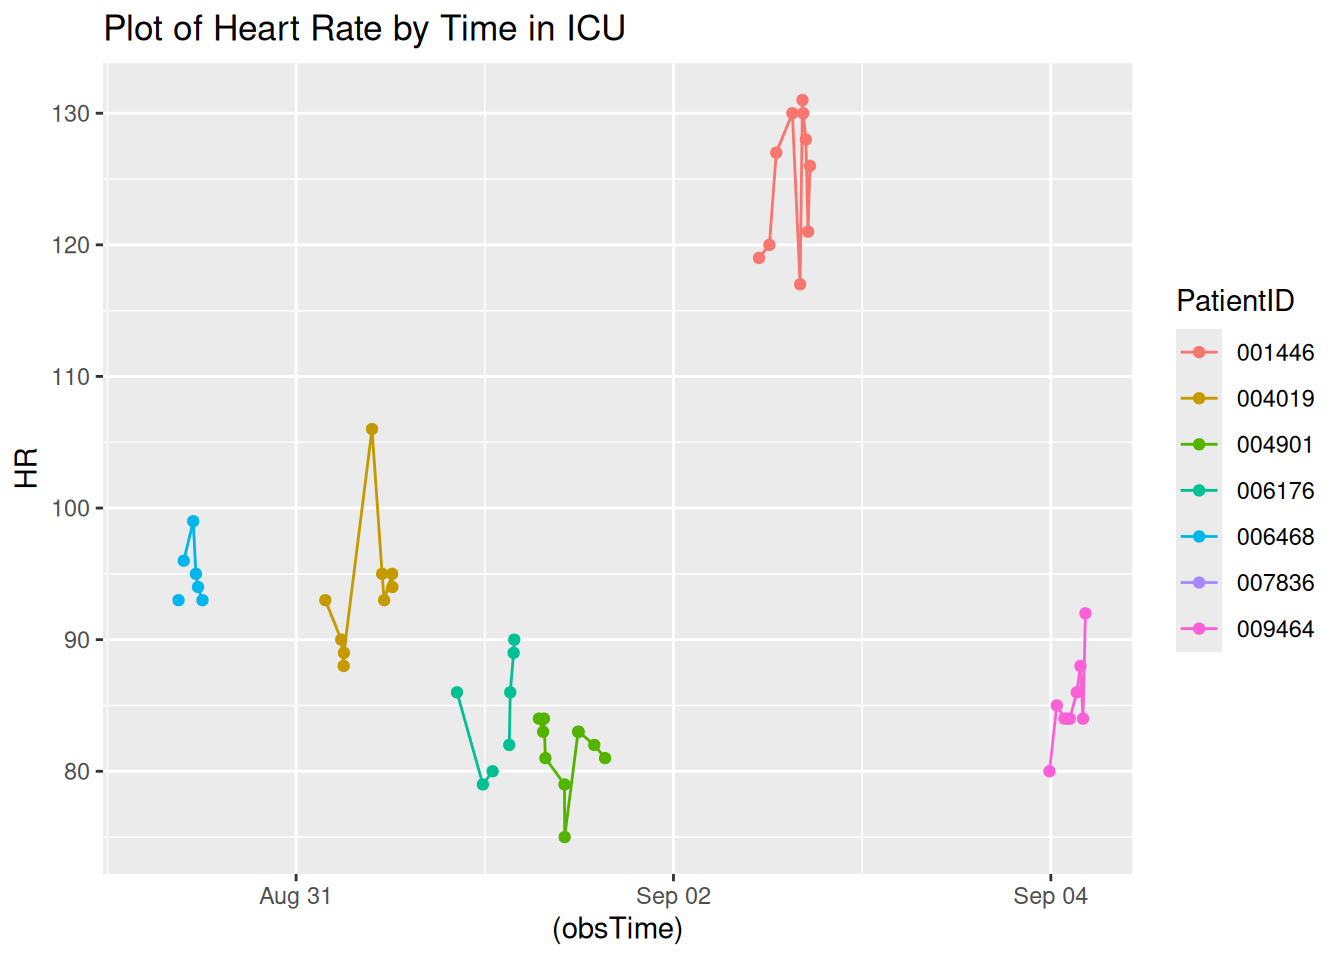 Plot of Heart Rate by Time in ICU
130
120
110
100
90
80
HR
Aug 31
Sep 02
Sep 04
(obsTime)
PatientID
001446
004019
004901
006176
006468
007836
009464